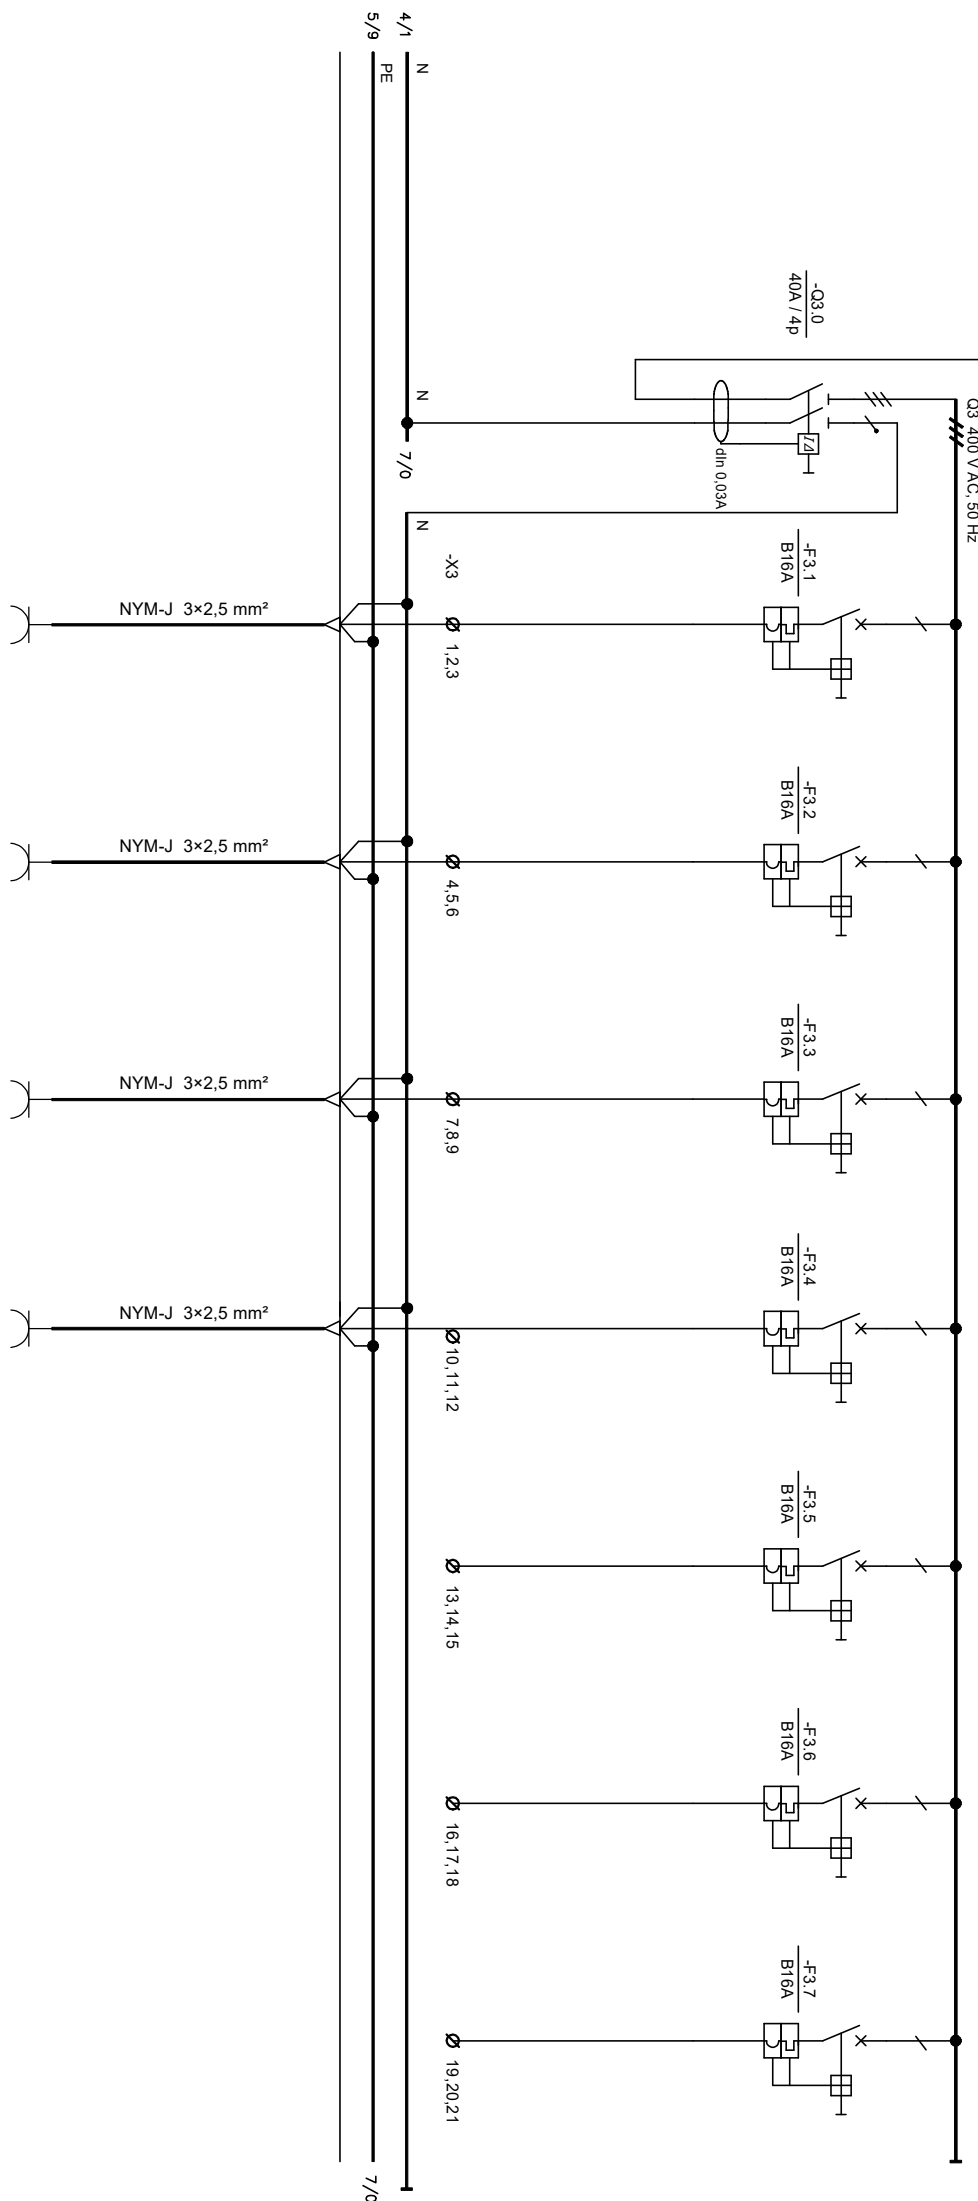 4/1
5/9
N
PE
-Q3.0
40A / 4p
N
7/0
dIn 0,03A
Q3 400 V AC, 50 Hz
N
-X3
-F3.1
B16A
1,2,3
NYM-J 3×2,5 mm²
-F3.2
B16A
4,5,6
NYM-J 3×2,5 mm²
-F3.3
B16A
7,8,9
NYM-J 3×2,5 mm²
-F3.4
B16A
10,11,12
NYM-J 3×2,5 mm²
-F3.5
B16A
13,14,15
-F3.6
B16A
16,17,18
-F3.7
B16A
19,20,21
7/0